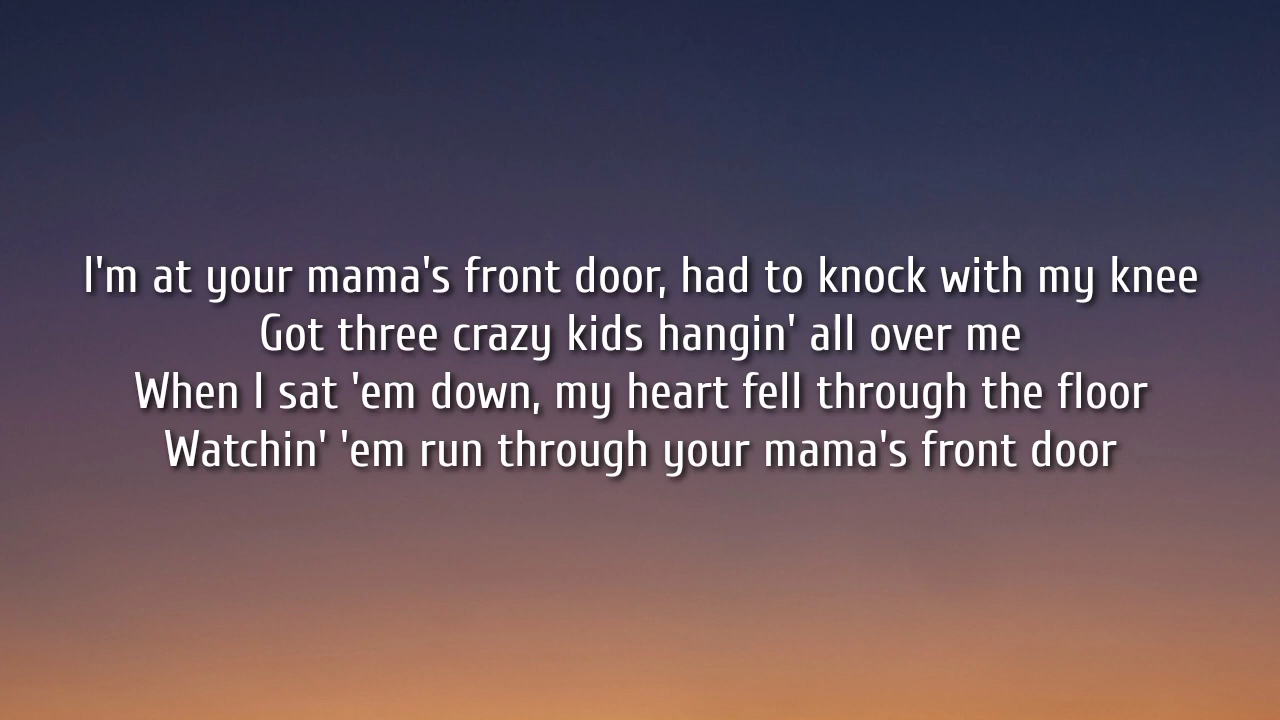 I'm at your mama's front door, had to knock with my knee
Got three crazy kids hangin' all over me
When I sat 'em down, my heart fell through the floor
Watchin' 'em run through your mama's front door